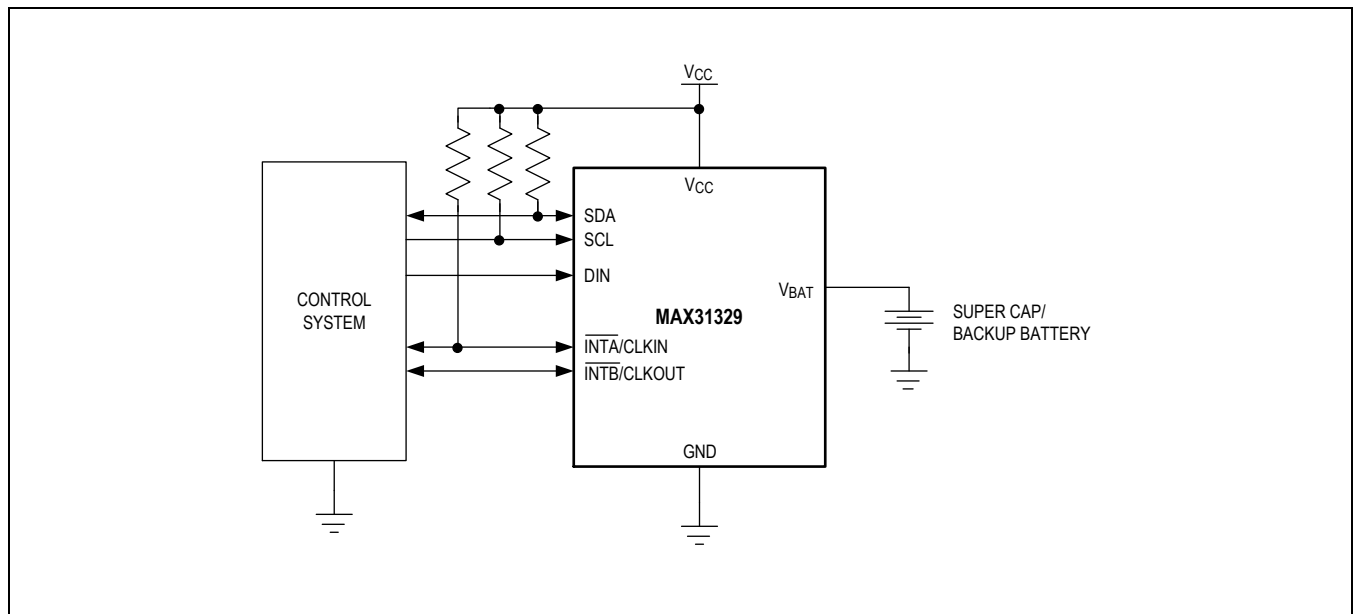 VCC
VCC
SDA
SCL
DIN
CONTROL
SYSTEM
VBAT
MAX31329
SUPER CAP/
BACKUP BATTERY
INTA/CLKIN
INTB/CLKOUT
GND